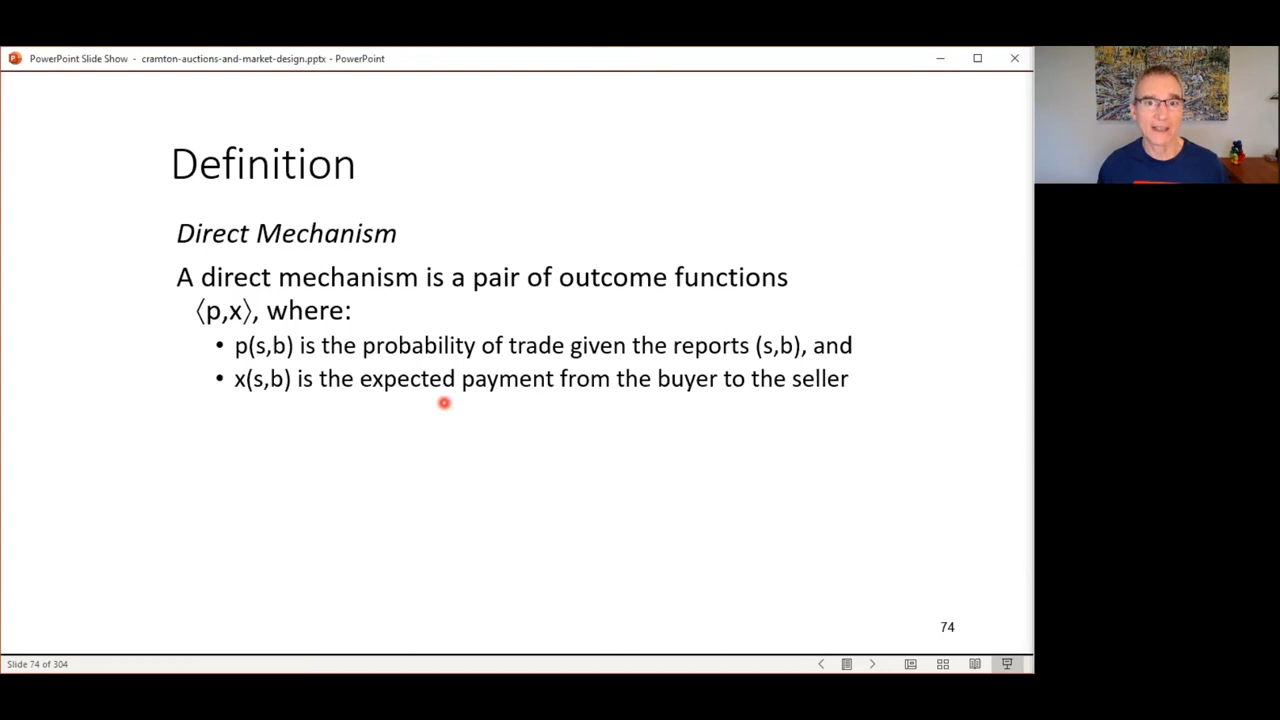 PowerPoint Slide Show - cramton-auctions-and-market-design.pptx - PowerPoint
Definition
Direct Mechanism
A direct mechanism is a pair of outcome functions
⟨p,x⟩, where:
• p(s,b) is the probability of trade given the reports (s,b), and
• x(s,b) is the expected payment from the buyer to the seller
74
Slide 74 of 304